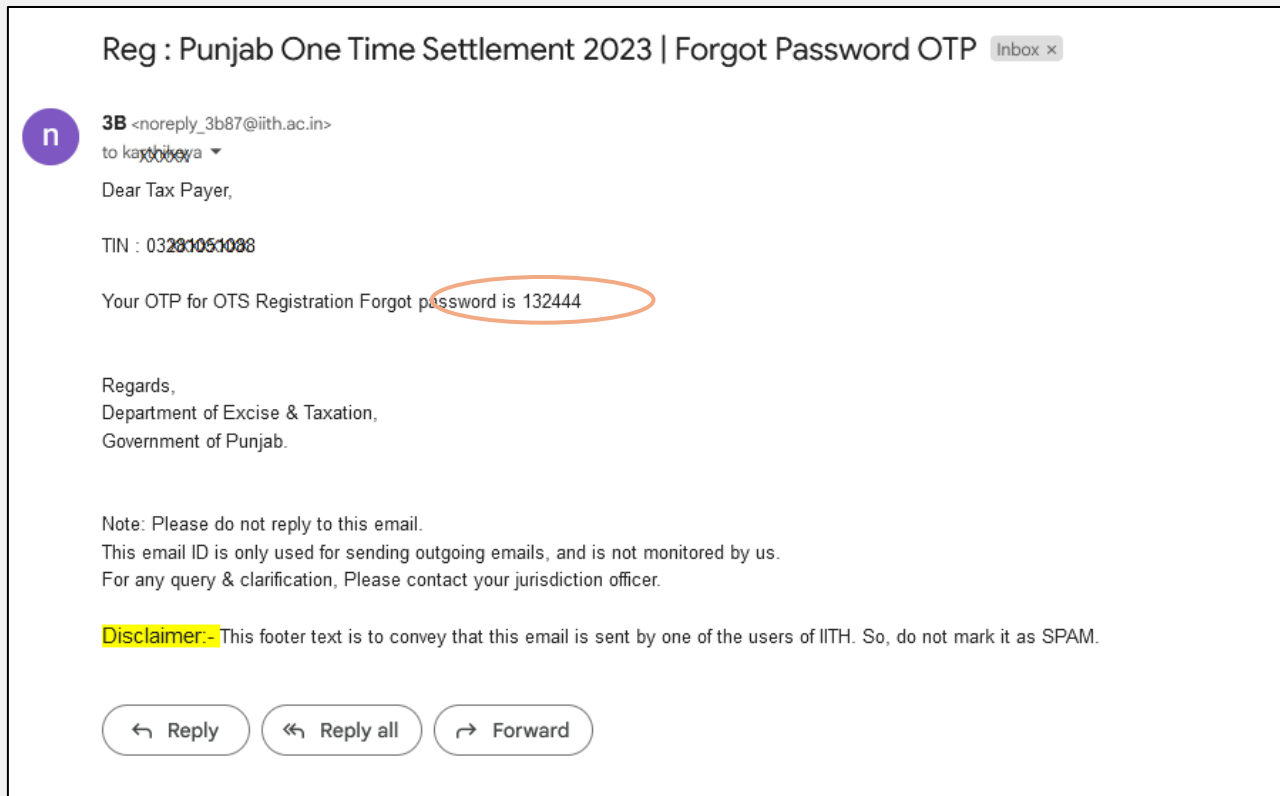 Reg : Punjab One Time Settlement 2023 | Forgot Password OTP Inbox ×
n
3B <noreply_3b87@iith.ac.in>
to
Dear Tax Payer,
TIN : 03
Your OTP for OTS Registration Forgot password is 132444
Regards,
Department of Excise & Taxation,
Government of Punjab.
Note: Please do not reply to this email.
This email ID is only used for sending outgoing emails, and is not monitored by us.
For any query & clarification, Please contact your jurisdiction officer.
Disclaimer:- This footer text is to convey that this email is sent by one of the users of IITH. So, do not mark it as SPAM.
Reply Reply all Forward